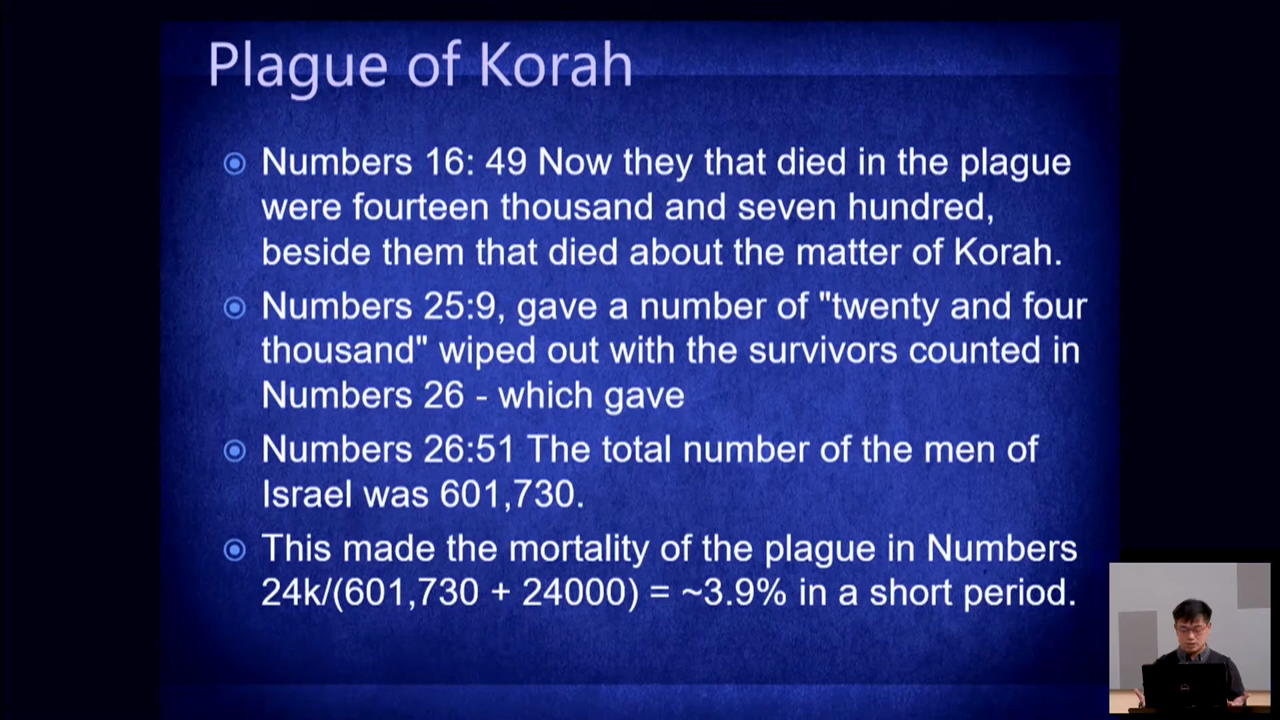 Plague of Korah
Numbers 16: 49 Now they that died in the plague
were fourteen thousand and seven hundred,
beside them that died about the matter of Korah.
Numbers 25:9, gave a number of "twenty and four
thousand" wiped out with the survivors counted in
Numbers 26 - which gave
Numbers 26:51 The total number of the men of
Israel was 601,730.
This made the mortality of the plague in Numbers
24k/(601,730 + 24000) = ~3.9% in a short period.